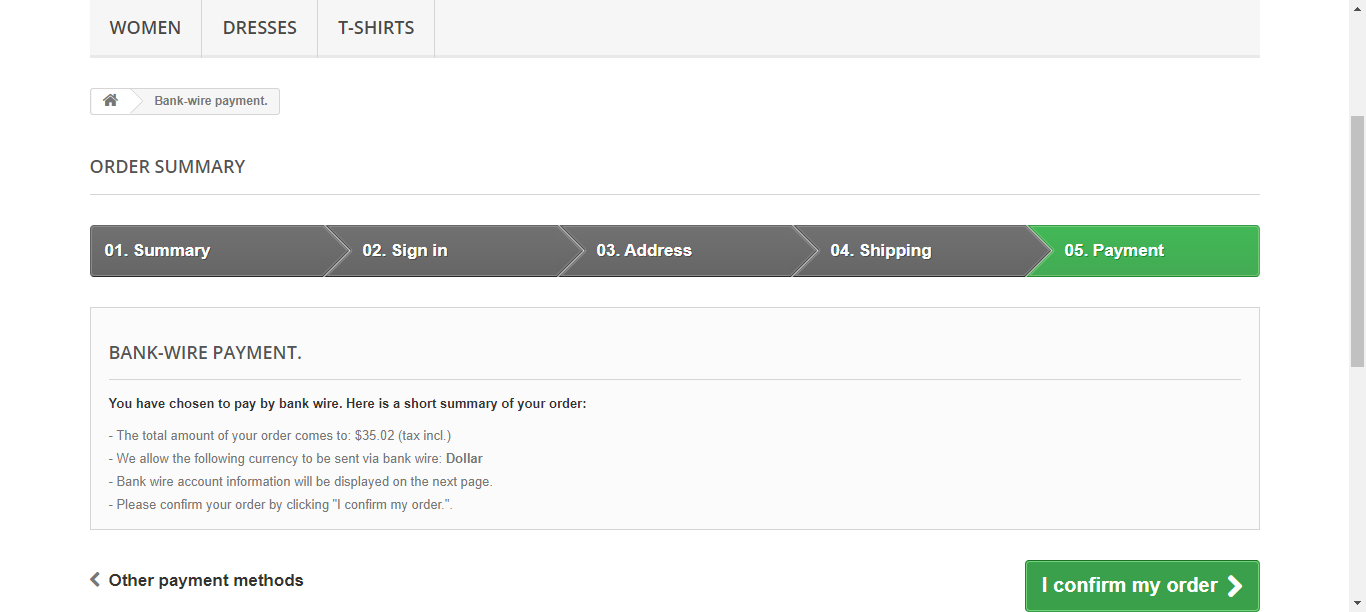 WOMEN DRESSES T-SHIRTS
Bank-wire payment.
ORDER SUMMARY
01. Summary 02. Sign in 03. Address 04. Shipping 05. Payment
BANK-WIRE PAYMENT.
You have chosen to pay by bank wire. Here is a short summary of your order:
- The total amount of your order comes to: $35.02 (tax incl.)
- We allow the following currency to be sent via bank wire: Dollar
- Bank wire account information will be displayed on the next page.
- Please confirm your order by clicking "I confirm my order.".
Other payment methods I confirm my order